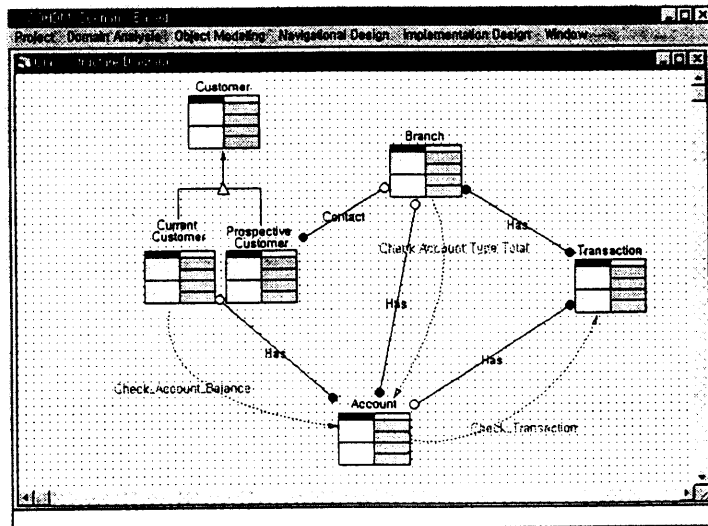 Project Domain Analysis Object Modeling Navigational Design Implementation Design Window
Customer
Branch
Contact
Has
Current
Customer
Prospective
Customer
Check_Account_Type_Total
Transaction
Has
Has
Has
Check_Account_Balance
Account
Check_Transaction